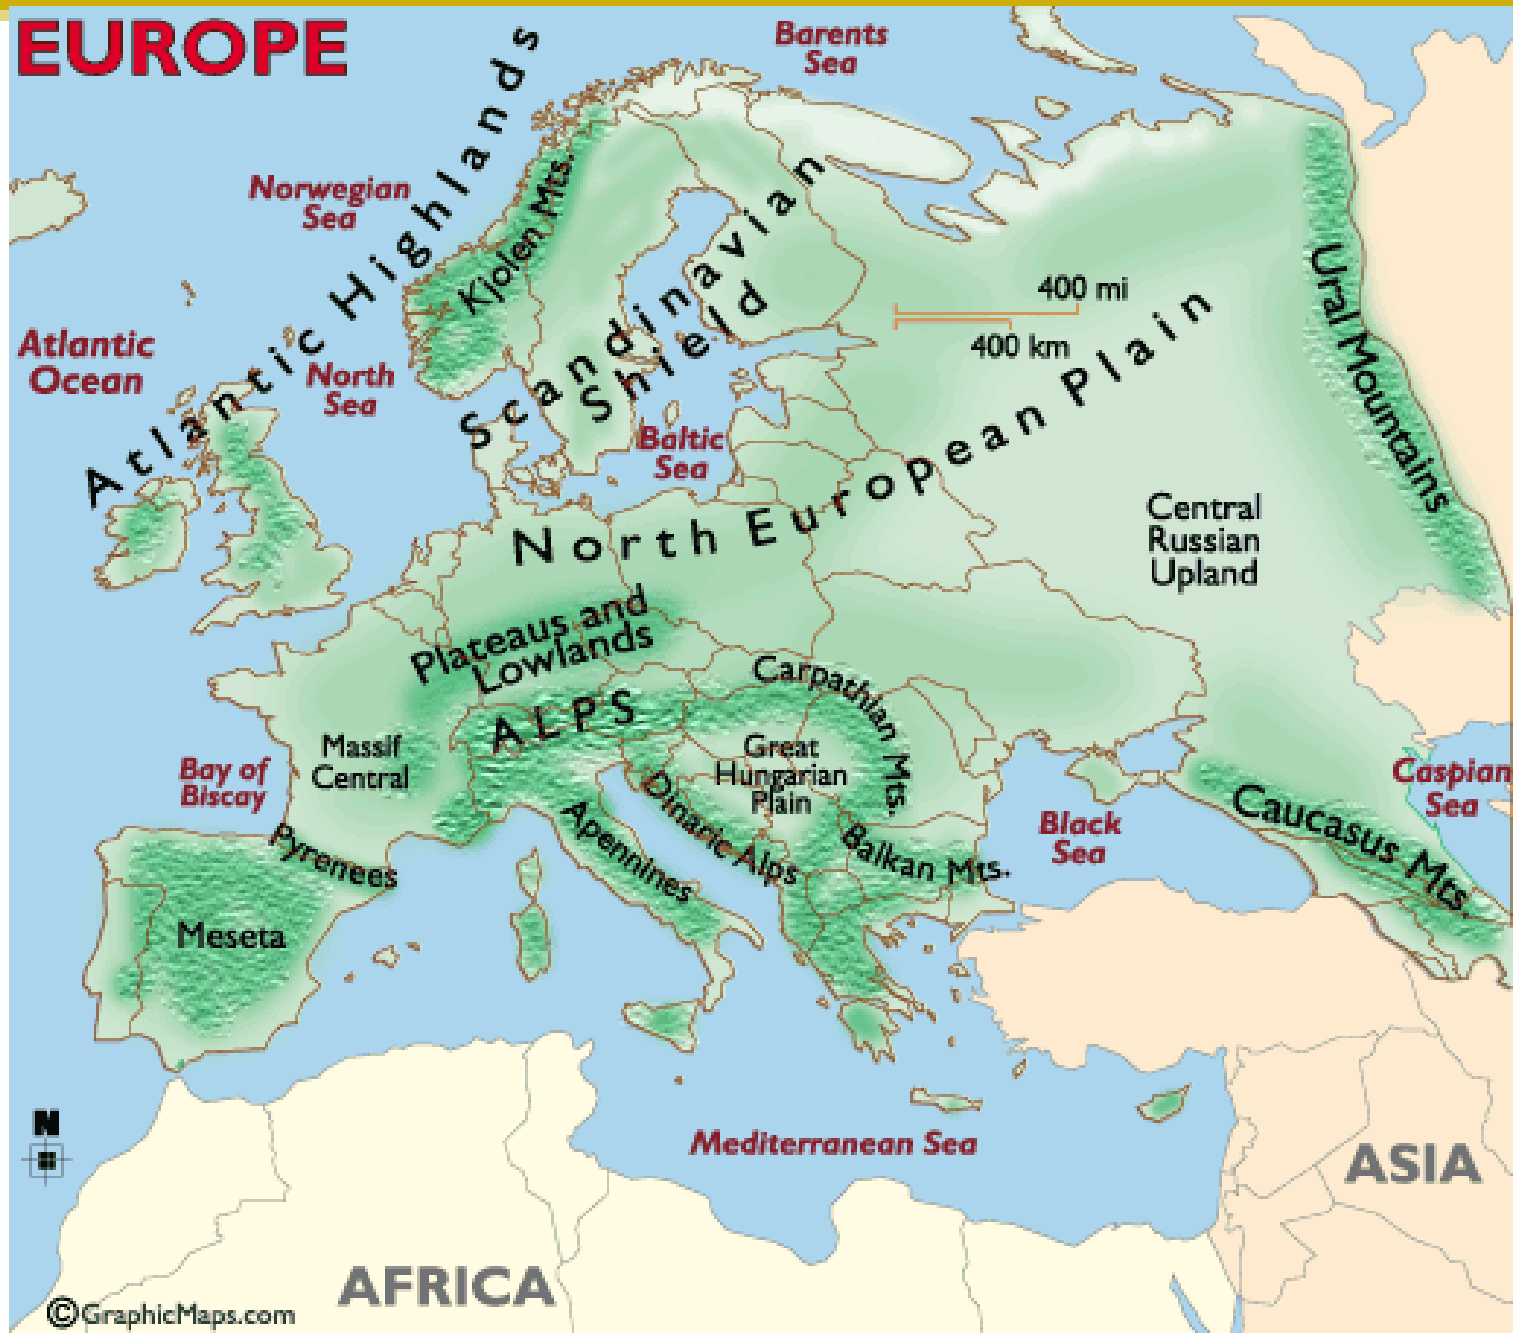 EUROPE
Barents
Sea
Atlantic Highlands
Norwegian
Sea
Kjolen Mts.
Scandinavian
Shield
400 mi
400 km
Ural Mountains
Atlantic
Ocean
North
Sea
Baltic
Sea
North European Plain
Central
Russian
Upland
Plateaus and
Lowlands
Carpathian Mts.
ALPS
Massif
Central
Great
Hungarian
Plain
Bay of
Biscay
Caspian
Sea
Dinaric Alps
Apennines
Black
Sea
Caucasus Mts.
Pyrenees
Balkan Mts.
Meseta
N
Mediterranean Sea
ASIA
AFRICA
©GraphicMaps.com